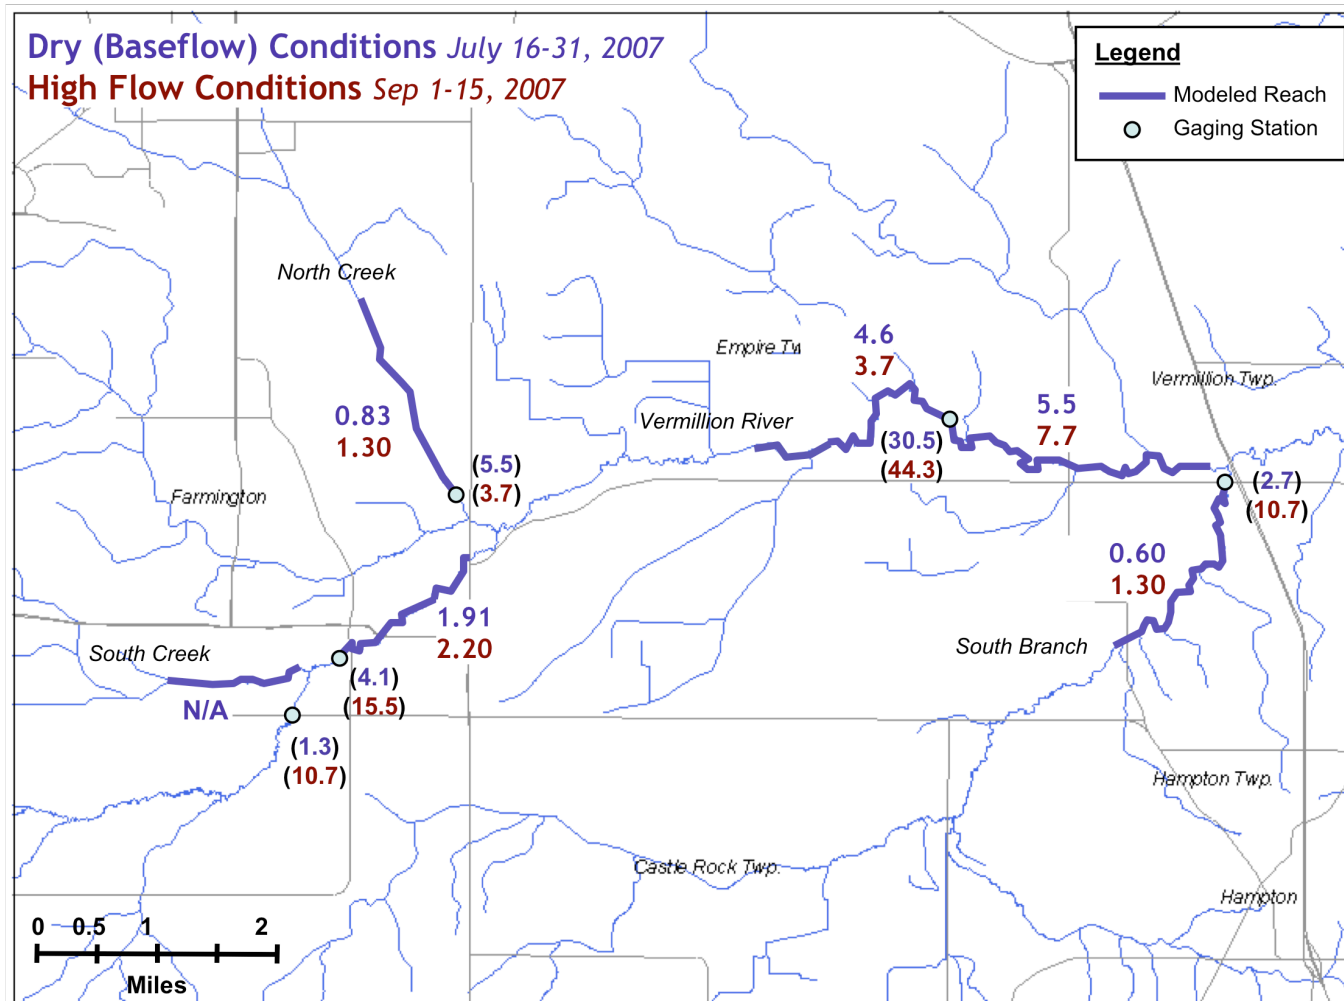 Dry (Baseflow) Conditions July 16-31, 2007
High Flow Conditions Sep 1-15, 2007
Legend
Modeled Reach
Gaging Station
North Creek
4.6
3.7
Empire Tw
Vermillion Twp.
0.83
1.30
Vermillion River
5.5
7.7
(30.5)
(44.3)
(5.5)
(3.7)
Farmington
(2.7)
(10.7)
0.60
1.30
1.91
2.20
South Creek
South Branch
N/A
(4.1)
(15.5)
(1.3)
(10.7)
Hampton Twp.
Castle Rock Twp.
Hampton
0 0.5 1 2
Miles